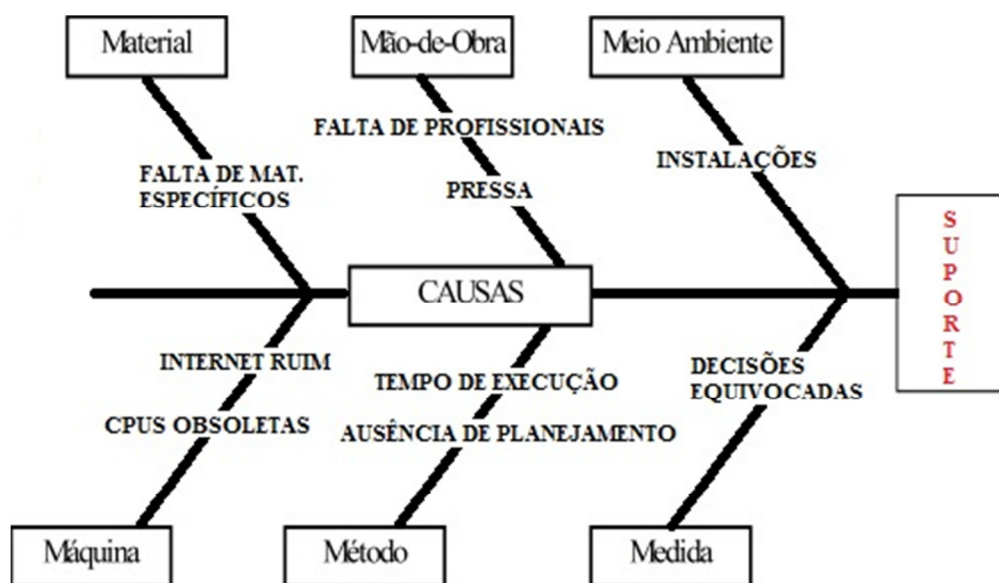 Material
Mão-de-Obra
Meio Ambiente
FALTA DE PROFISSIONAIS
INSTALAÇÕES
FALTA DE MAT.
ESPECÍFICOS
PRESSA
CAUSAS
SUPORTE
INTERNET RUIM
TEMPO DE EXECUÇÃO
DECISÕES
EQUIVOCADAS
CPUS OBSOLETAS
AUSÊNCIA DE PLANEJAMENTO
Máquina
Método
Medida